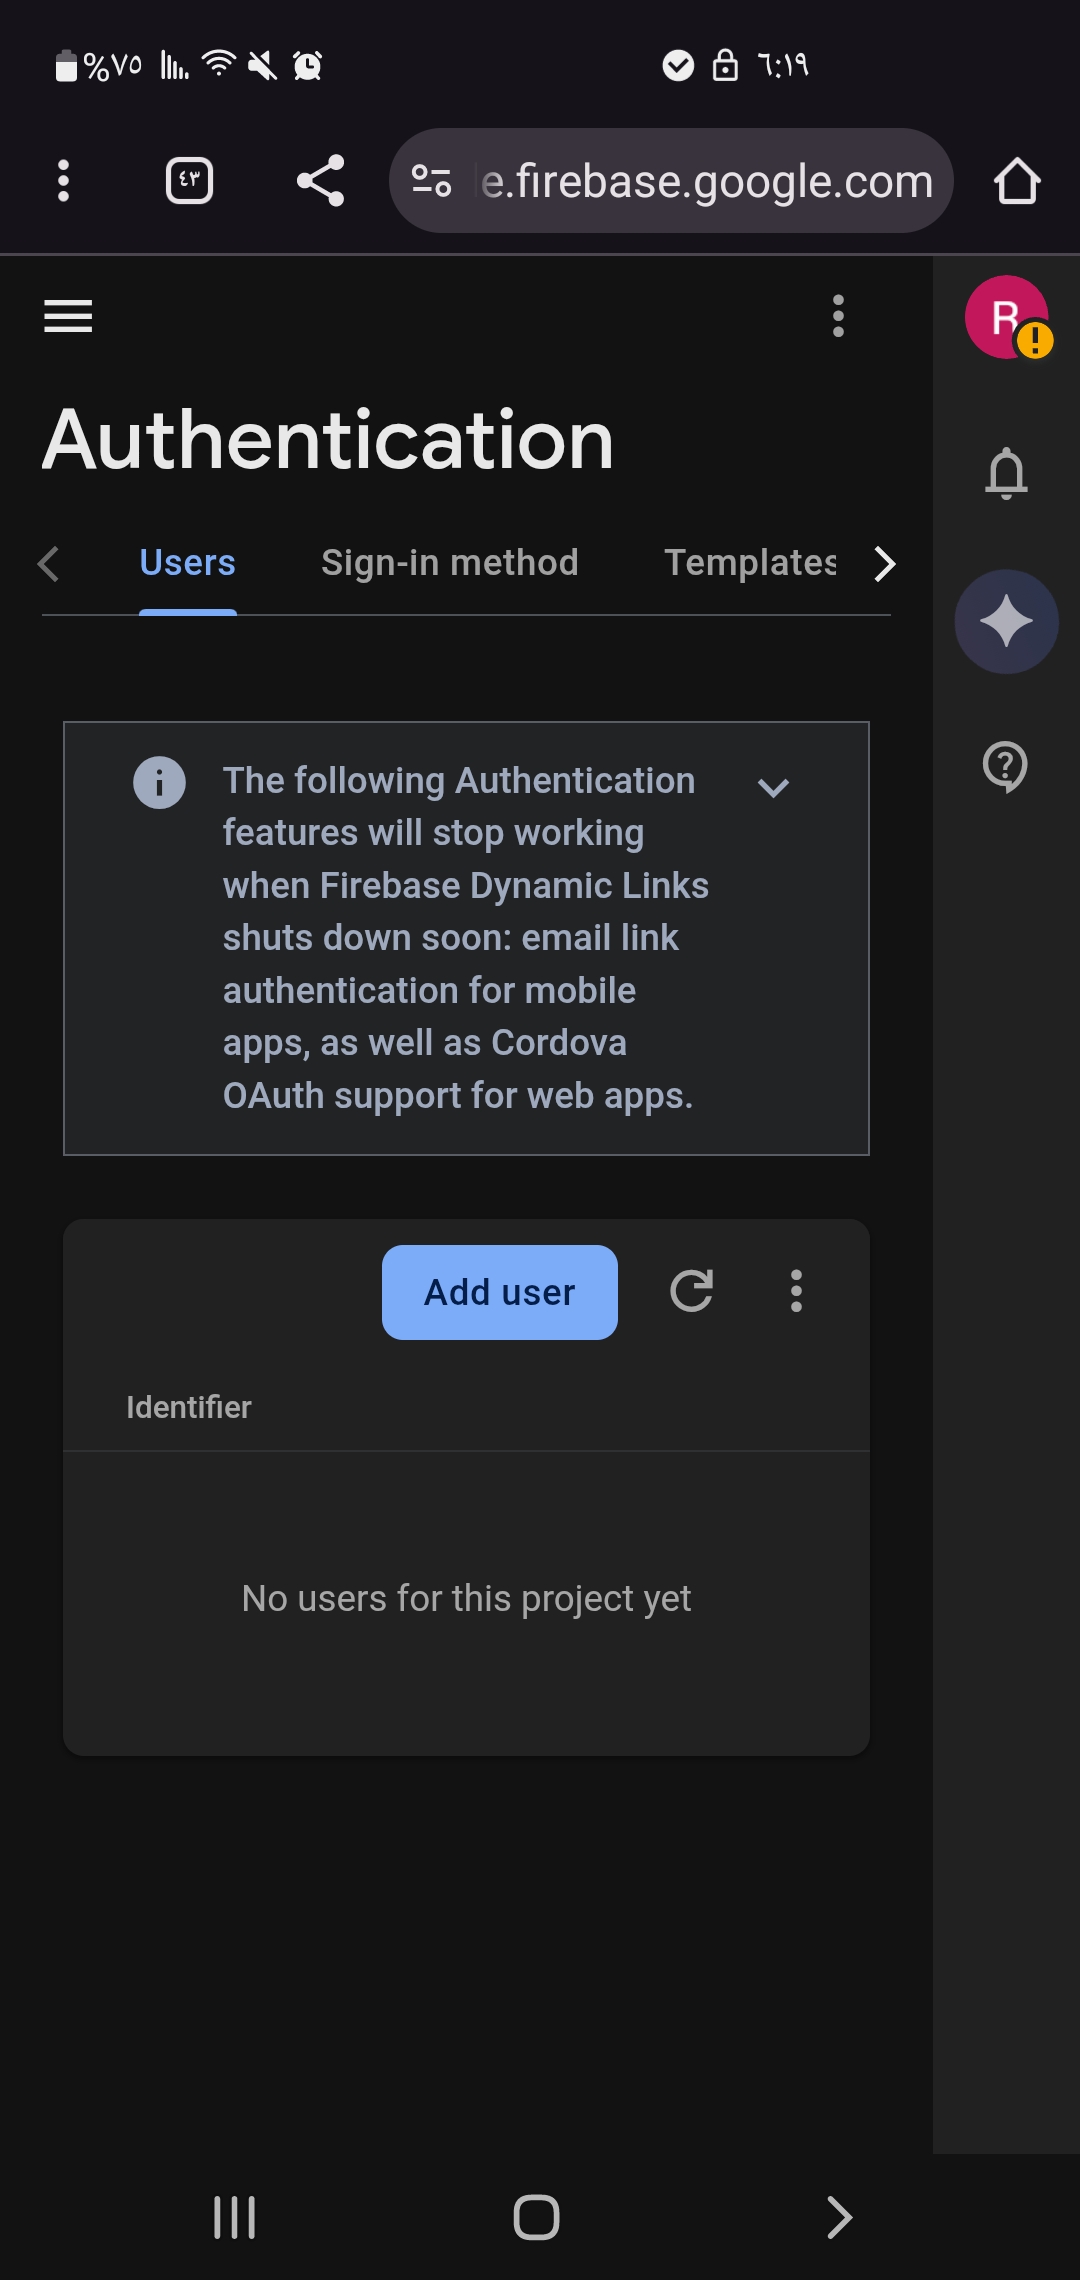 %٧٥
٦:١٩
٤٣
e.firebase.google.com
R
Authentication
Users
Sign-in method
Templates
The following Authentication
features will stop working
when Firebase Dynamic Links
shuts down soon: email link
authentication for mobile
apps, as well as Cordova
OAuth support for web apps.
Add user
Identifier
No users for this project yet